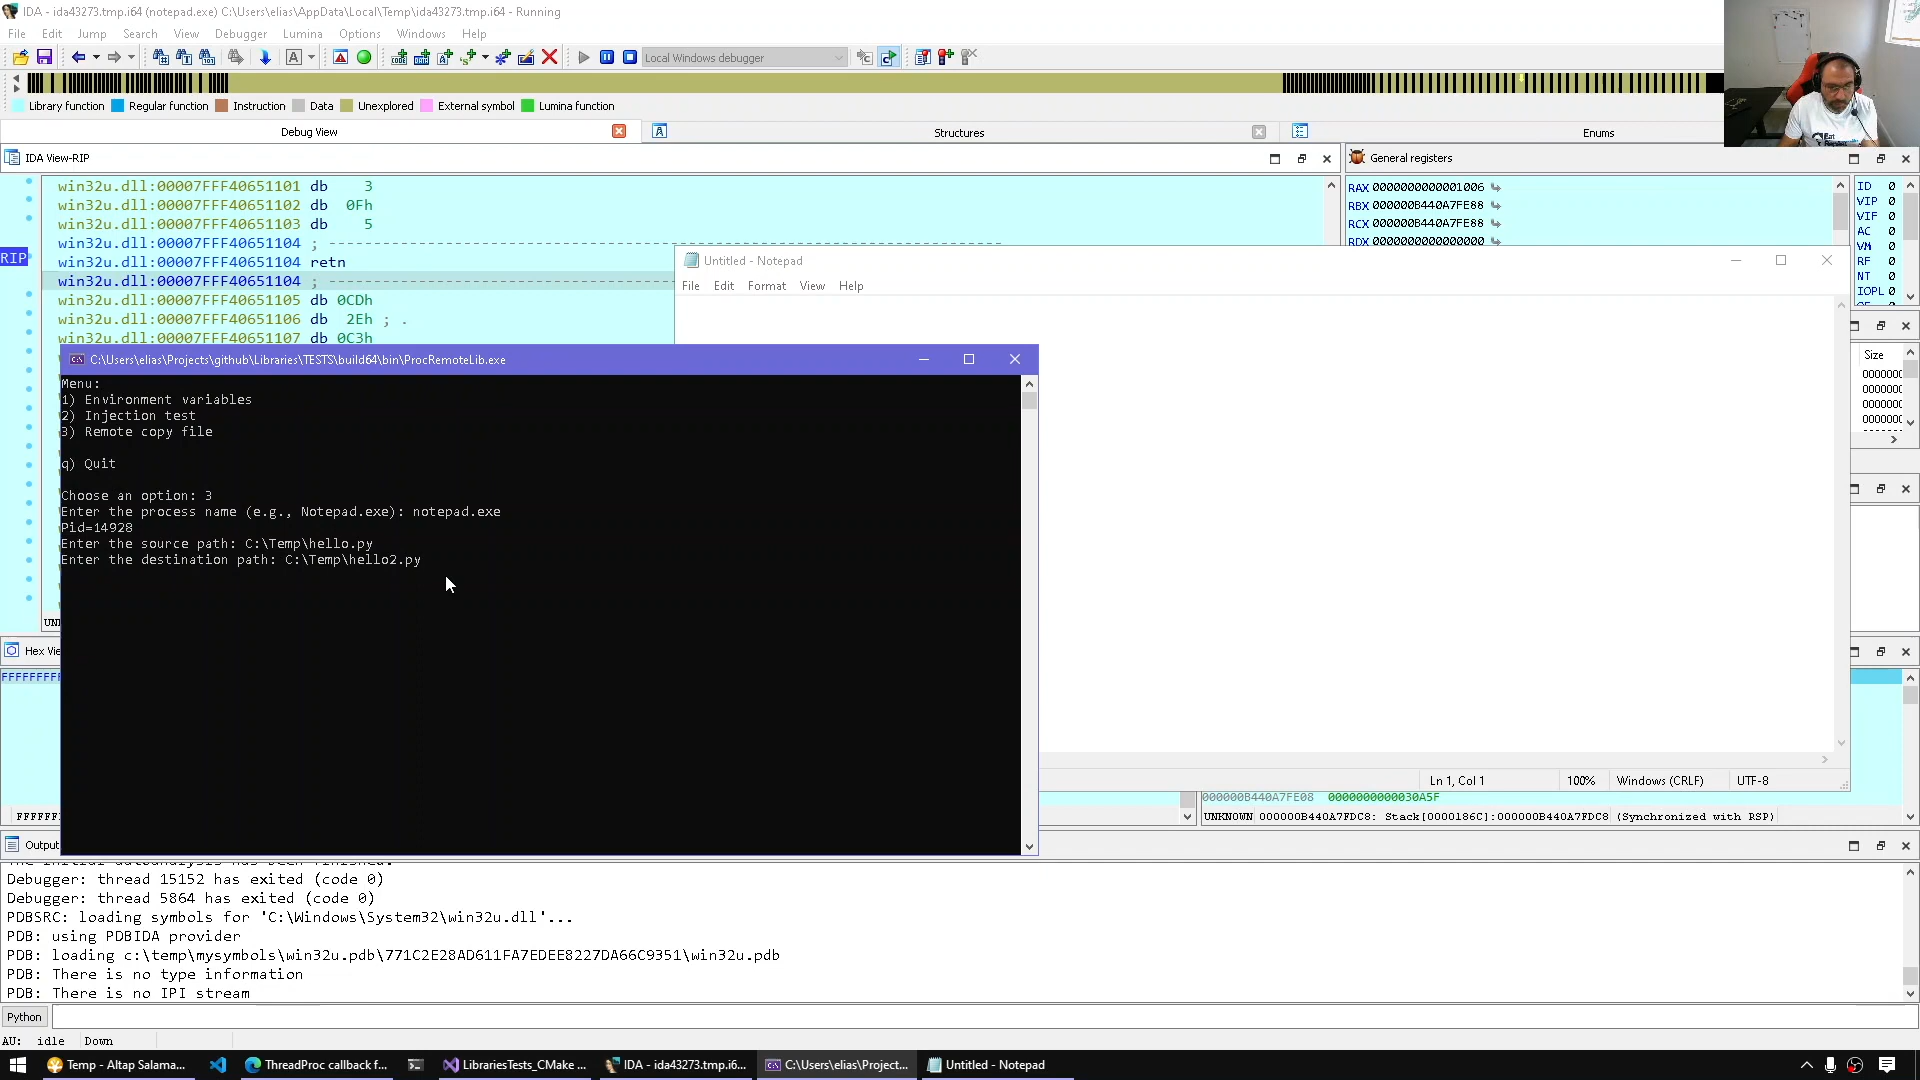 IDA - ida43273.tmp.i64 (notepad.exe) C:\Users\elias\AppData\Local\Temp\ida43273.tmp.i64 - Running
File Edit Jump Search View Debugger Lumina Options Windows Help
Local Windows debugger
Library function Regular function Instruction Data Unexplored External symbol Lumina function
Debug View Structures Enums
IDA View-RIP General registers
win32u.dll:00007FFF40651101 db 3
win32u.dll:00007FFF40651102 db 0Fh
win32u.dll:00007FFF40651103 db 5
win32u.dll:00007FFF40651104 ; ---------------------------------------------------------------------------
RIP win32u.dll:00007FFF40651104 retn
win32u.dll:00007FFF40651104 ; -----------------------------------
win32u.dll:00007FFF40651105 db 0CDh
win32u.dll:00007FFF40651106 db 2Eh ; .
win32u.dll:00007FFF40651107 db 0C3h
RAX 0000000000001006
RBX 000000B440A7FE88
RCX 000000B440A7FE88
RDX 0000000000000000
ID 0
VIP 0
VIF 0
AC 0
VM 0
RF 0
NT 0
IOPL 0
Untitled - Notepad
File Edit Format View Help
C:\Users\elias\Projects\github\Libraries\TESTS\build64\bin\ProcRemoteLib.exe
Menu:
1) Environment variables
2) Injection test
3) Remote copy file
q) Quit
Choose an option: 3
Enter the process name (e.g., Notepad.exe): notepad.exe
Pid=14928
Enter the source path: C:\Temp\hello.py
Enter the destination path: C:\Temp\hello2.py
Size
Ln 1, Col 1 100% Windows (CRLF) UTF-8
000000B440A7FE08 0000000000030A5F
UNKNOWN 000000B440A7FDC8: Stack[0000186C]:000000B440A7FDC8 (Synchronized with RSP)
Output
Debugger: thread 15152 has exited (code 0)
Debugger: thread 5864 has exited (code 0)
PDBSRC: loading symbols for 'C:\Windows\System32\win32u.dll'...
PDB: using PDBIDA provider
PDB: loading c:\temp\mysymbols\win32u.pdb\771C2E28AD611FA7EDEE8227DA66C9351\win32u.pdb
PDB: There is no type information
PDB: There is no IPI stream
Python
AU: idle Down
Temp - Altap Salama... ThreadProc callback f... LibrariesTests_CMake ... IDA - ida43273.tmp.i6... C:\Users\elias\Project... Untitled - Notepad